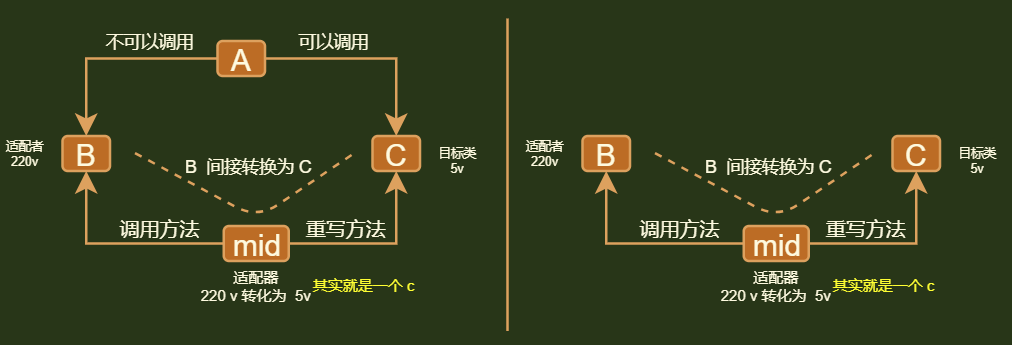 不可以调用
可以调用
A
适配者
220v
B
C
目标类
5v
B 间接转换为 C
调用方法
重写方法
mid
适配器
220 v 转化为 5v
其实就是一个 c
适配者
220v
B
C
目标类
5v
B 间接转换为 C
调用方法
重写方法
mid
适配器
220 v 转化为 5v
其实就是一个 c